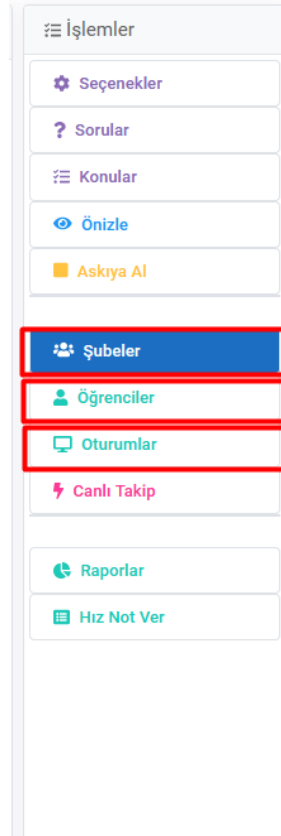 İşlemler
Seçenekler
Sorular
Konular
Önizle
Askıya Al
Şubeler
Öğrenciler
Oturumlar
Canlı Takip
Raporlar
Hız Not Ver